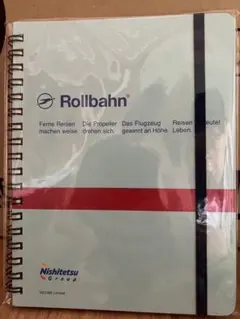 Rollbahn®
Ferne Reisen Die Propeller Das Flugzeug Reisen
machen weise. drehen sich. gewinnt an Höhe. Leben.
Nishitetsu
Group